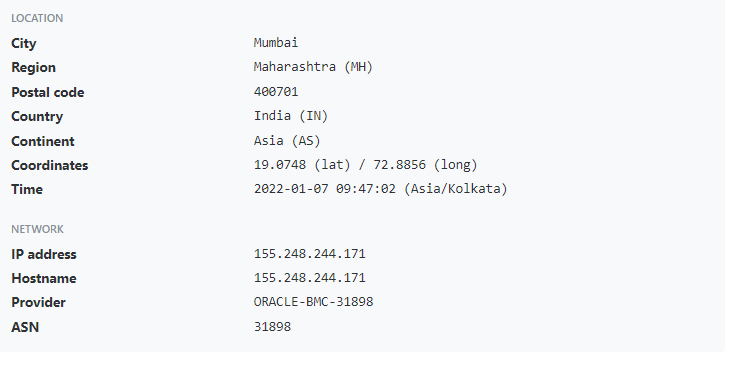 LOCATION
City Mumbai
Region Maharashtra (MH)
Postal code 400701
Country India (IN)
Continent Asia (AS)
Coordinates 19.0748 (lat) / 72.8856 (long)
Time 2022-01-07 09:47:02 (Asia/Kolkata)
NETWORK
IP address 155.248.244.171
Hostname 155.248.244.171
Provider ORACLE-BMC-31898
ASN 31898